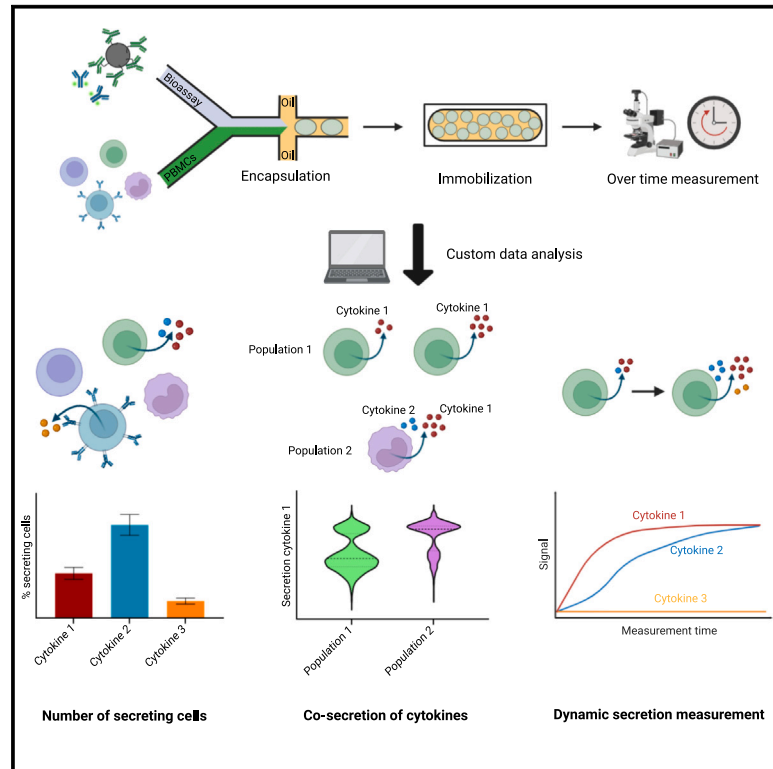 Bioassay
PBMCs
Oil
Oil
Encapsulation
Immobilization
Over time measurement
Custom data analysis
Cytokine 1
Cytokine 1
Population 1
Cytokine 2
Cytokine 1
Population 2
% secreting cells
Cytokine 1
Cytokine 2
Cytokine 3
Secretion cytokine 1
Population 1
Population 2
Signal
Cytokine 1
Cytokine 2
Cytokine 3
Measurement time
Number of secreting cells
Co-secretion of cytokines
Dynamic secretion measurement